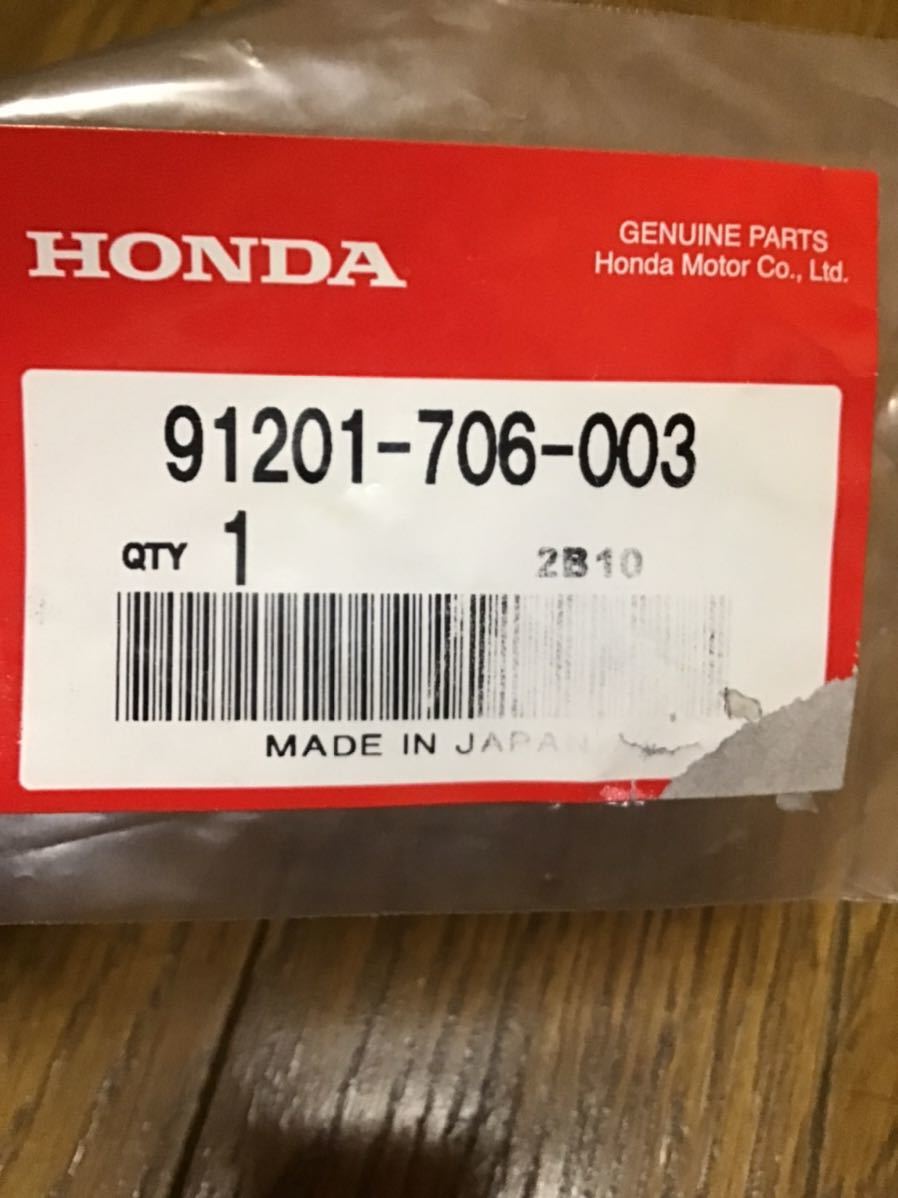 HONDA
GENUINE PARTS
Honda Motor Co., Ltd.
91201-706-003
QTY 1 2B10
MADE IN JAPAN